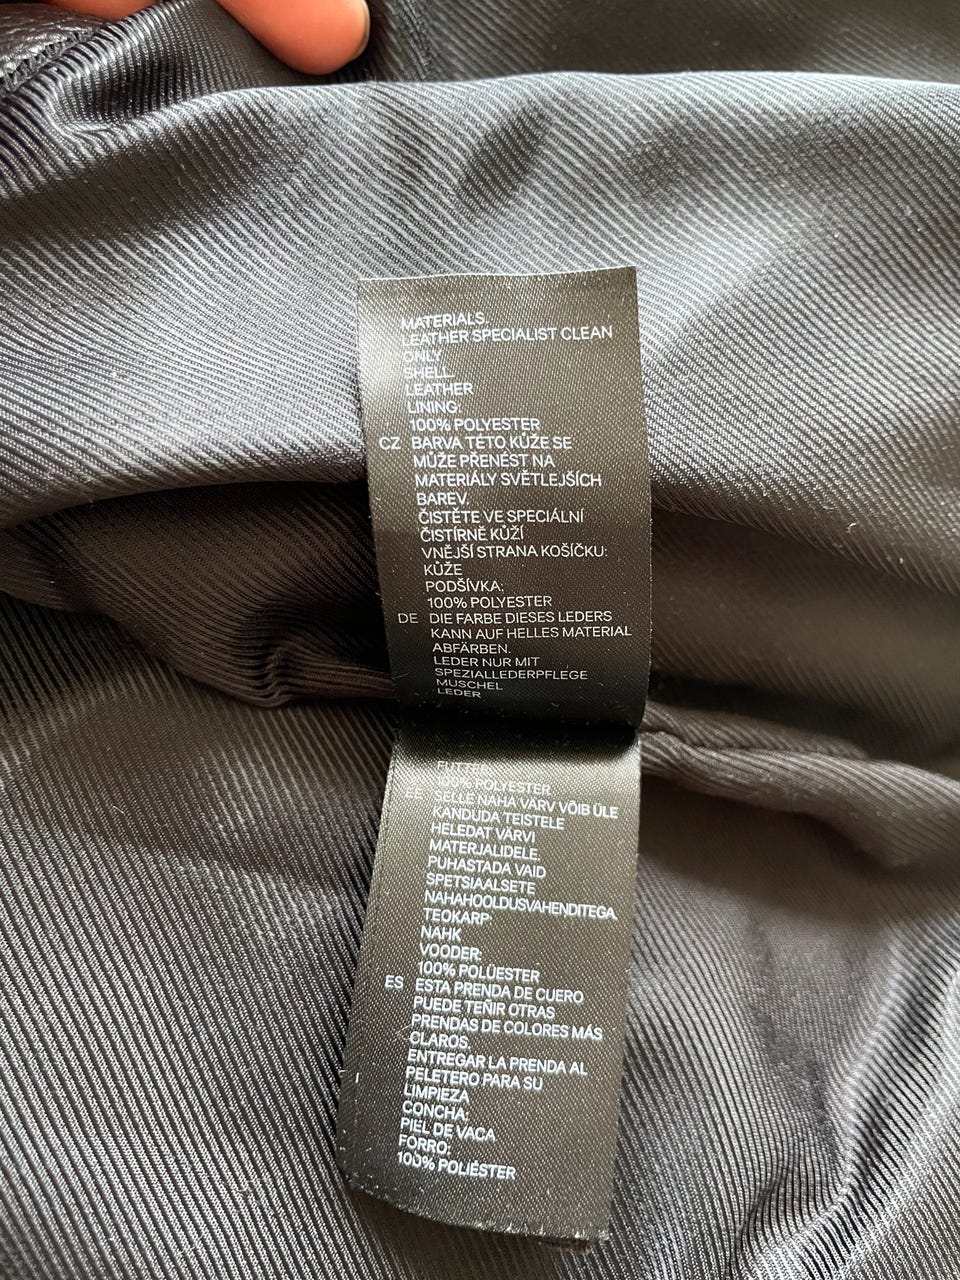 MATERIALS.
LEATHER SPECIALIST CLEAN
ONLY
SHELL:
LEATHER
LINING:
100% POLYESTER
CZ BARVA TÉTO KŮŽE SE
MŮŽE PŘENÉST NA
MATERIÁLY SVĚTLEJŠÍCH
BAREV.
ČISTĚTE VE SPECIÁLNÍ
ČISTÍRNĚ KŮŽÍ
VNĚJŠÍ STRANA KOŠÍČKU:
KŮŽE
PODŠÍVKA:
100% POLYESTER
DE DIE FARBE DIESES LEDERS
KANN AUF HELLES MATERIAL
ABFÄRBEN.
LEDER NUR MIT
SPEZIALLEDERPFLEGE
MUSCHEL
LEDER
100% POLYESTER
EE SELLE NAHA VÄRV VÕIB ÜLE
KANDUDA TEISTELE
HELEDAT VÄRVI
MATERJALIDELE.
PUHASTADA VAID
SPETSIAALSETE
NAHAHOOLDUSVAHENDITEGA
TEOKARP:
NAHK
VOODER:
100% POLÜESTER
ES ESTA PRENDA DE CUERO
PUEDE TEÑIR OTRAS
PRENDAS DE COLORES MÁS
CLAROS.
ENTREGAR LA PRENDA AL
PELETERO PARA SU
LIMPIEZA
CONCHA:
PIEL DE VACA
FORRO:
100% POLIÉSTER